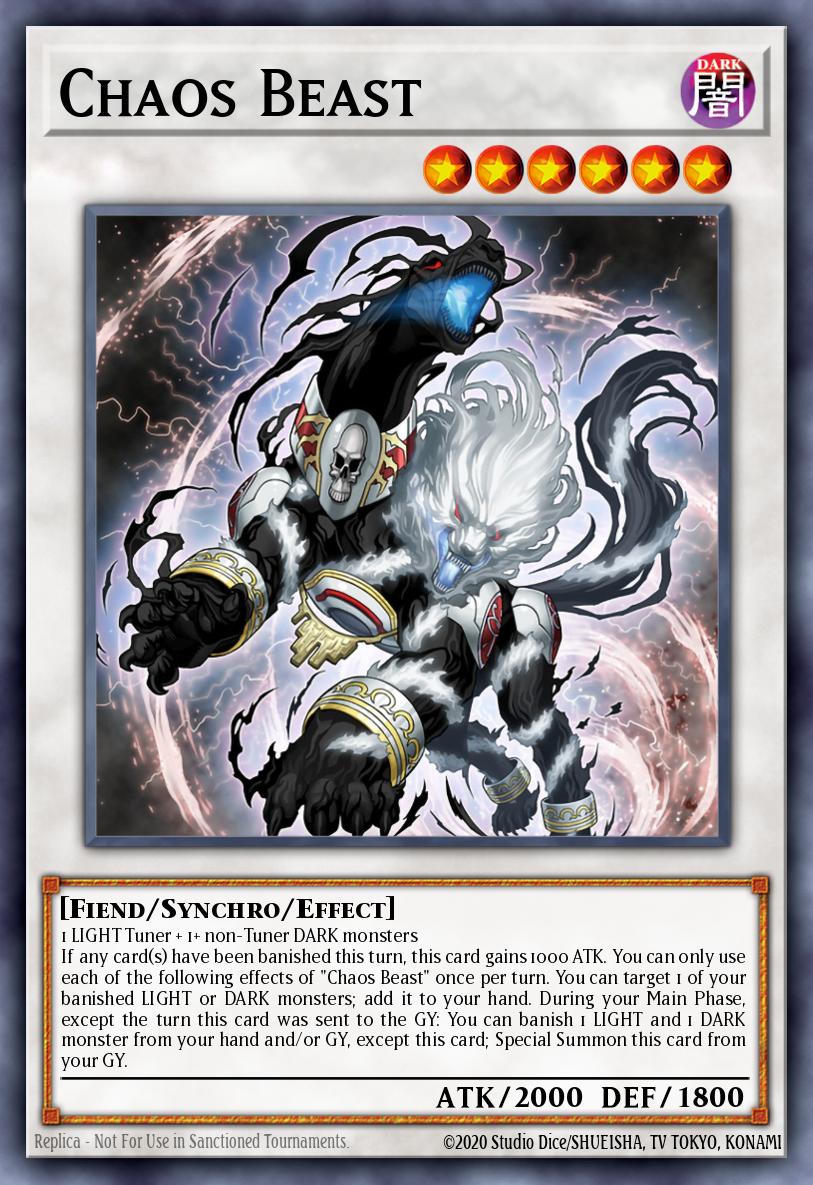 Chaos Beast
DARK
闇
[Fiend/Synchro/Effect]
1 LIGHT Tuner + 1+ non-Tuner DARK monsters
If any card(s) have been banished this turn, this card gains 1000 ATK. You can only use
each of the following effects of "Chaos Beast" once per turn. You can target 1 of your
banished LIGHT or DARK monsters; add it to your hand. During your Main Phase,
except the turn this card was sent to the GY: You can banish 1 LIGHT and 1 DARK
monster from your hand and/or GY, except this card; Special Summon this card from
your GY.
ATK/2000 DEF/1800
Replica - Not For Use in Sanctioned Tournaments.
©2020 Studio Dice/SHUEISHA, TV TOKYO, KONAMI